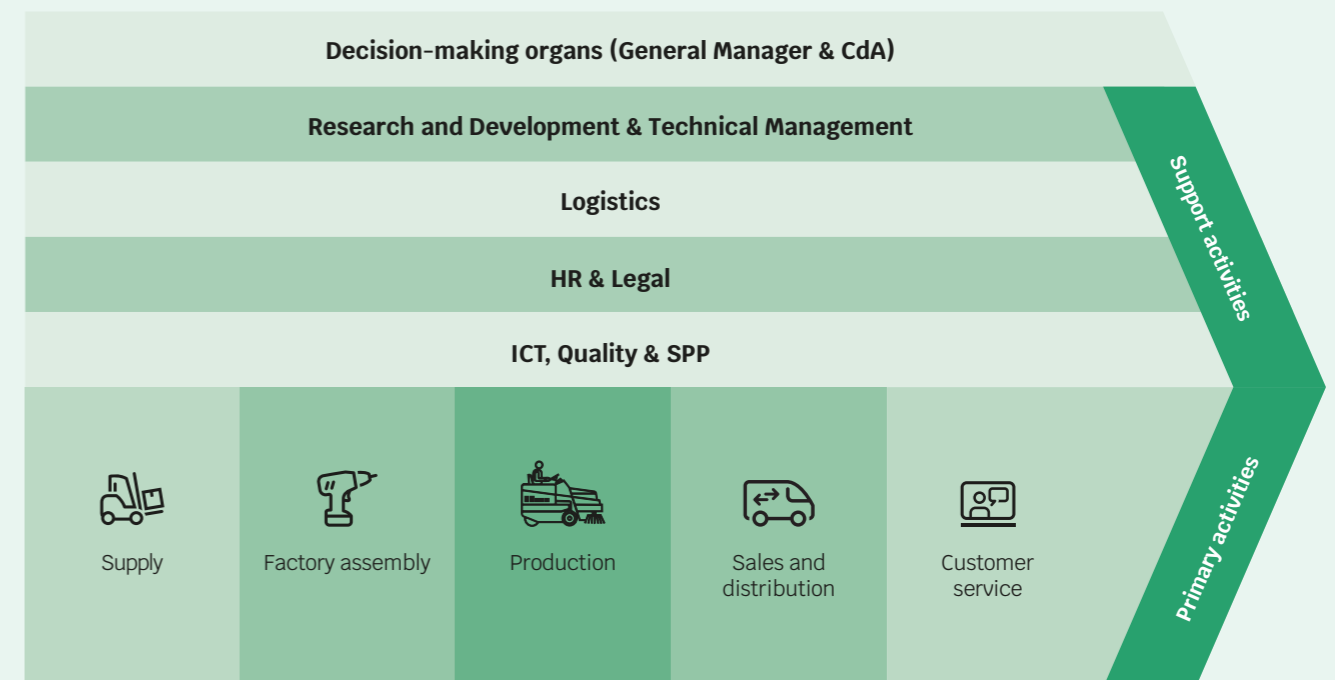 Decision-making organs (General Manager & CdA)
Research and Development & Technical Management
Logistics
HR & Legal
ICT, Quality & SPP
Support activities
Supply
Factory assembly
Production
Sales and
distribution
Customer
service
Primary activities